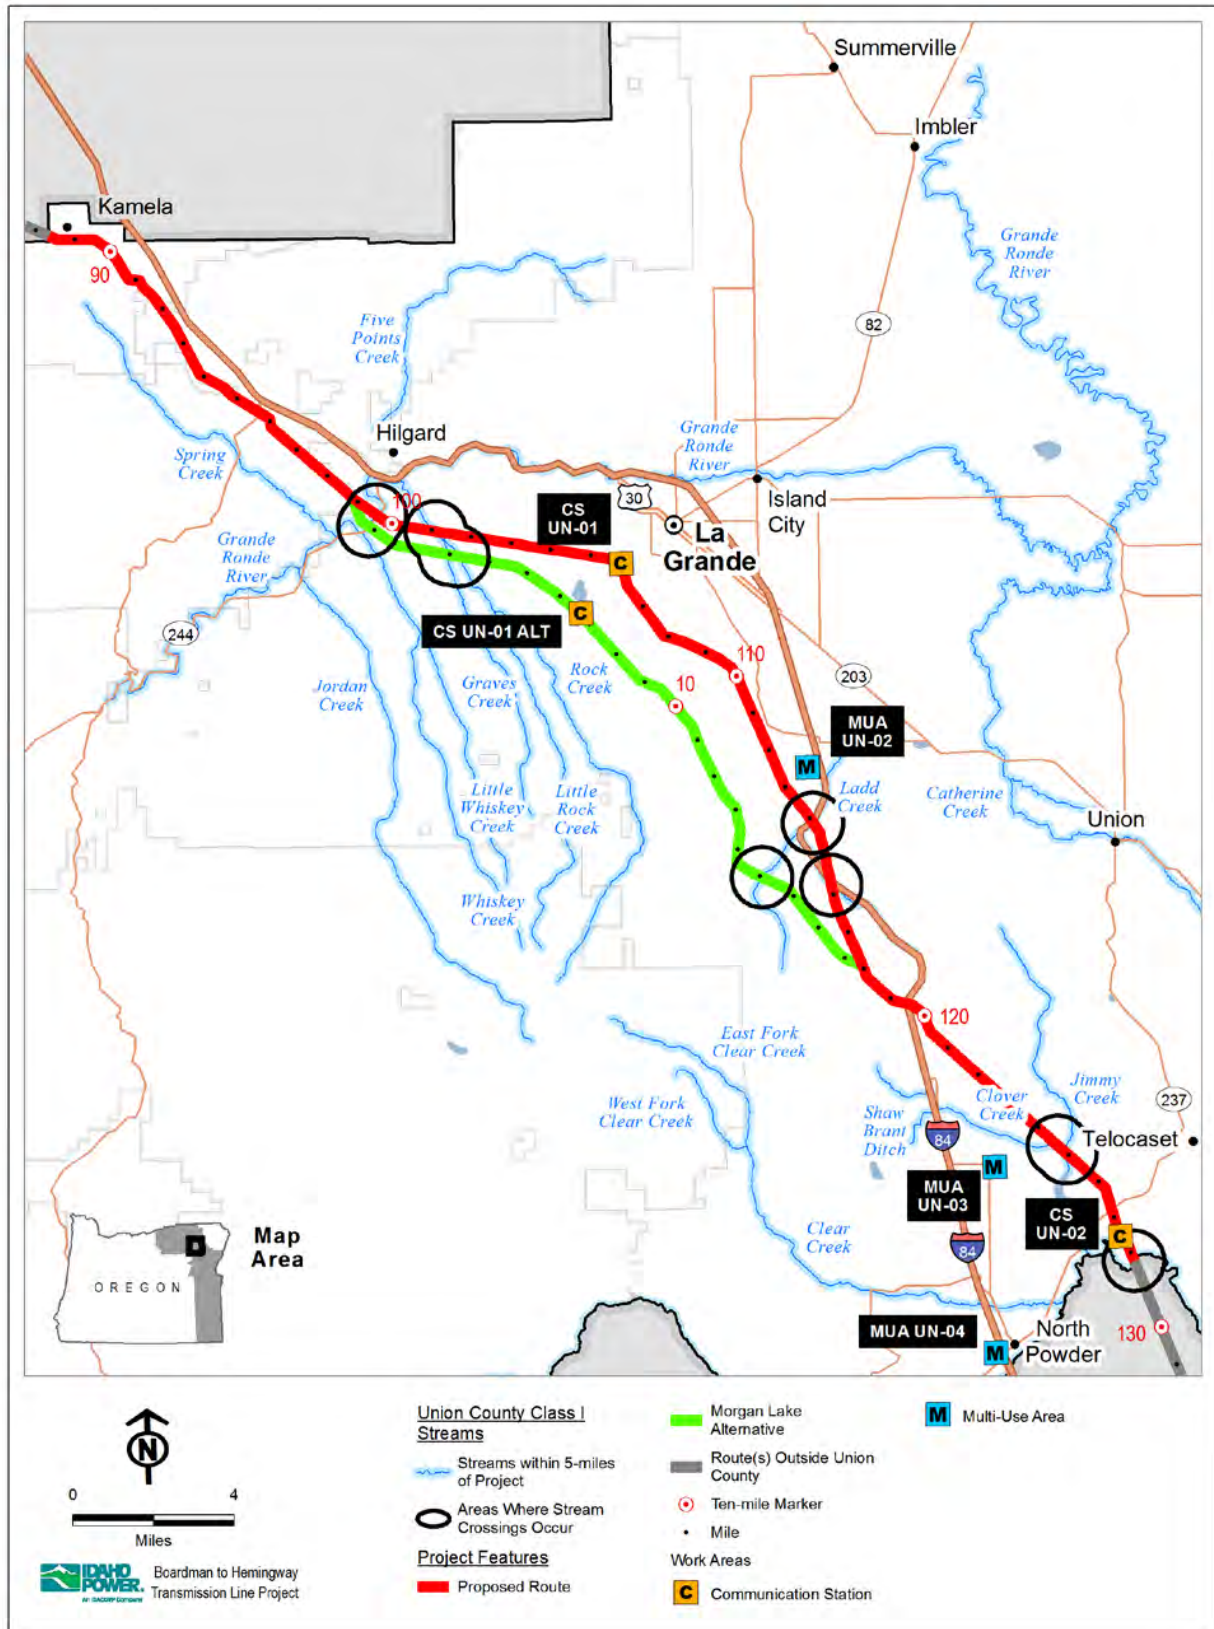 Summerville
Imbler
Kamela
90
Grande
Ronde
River
Five
Points
Creek
82
Hilgard
Spring
Creek
Grande
Ronde
River
30
Island
City
CS
UN-01
La
Grande
100
Grande
Ronde
River
244
CS UN-01 ALT
Jordan
Creek
Graves
Creek
Rock
Creek
10
110
203
MUA
UN-02
M
C
C
Ladd
Creek
Catherine
Creek
Union
Little
Whiskey
Creek
Little
Rock
Creek
Whiskey
Creek
120
East Fork
Clear Creek
West Fork
Clear Creek
Shaw
Brant
Ditch
Clover
Creek
Jimmy
Creek
237
Telocaset
84
M
MUA
UN-03
CS
UN-02
C
Clear
Creek
84
MUA UN-04
M
North
Powder
130
Map
Area
OREGON
N
0 4
Miles
IDAHO
POWER.
An IDACORP Company
Boardman to Hemingway
Transmission Line Project
Union County Class I
Streams
Streams within 5-miles
of Project
Areas Where Stream
Crossings Occur
Project Features
Proposed Route
Morgan Lake
Alternative
Route(s) Outside Union
County
Ten-mile Marker
Mile
Work Areas
C Communication Station
M Multi-Use Area